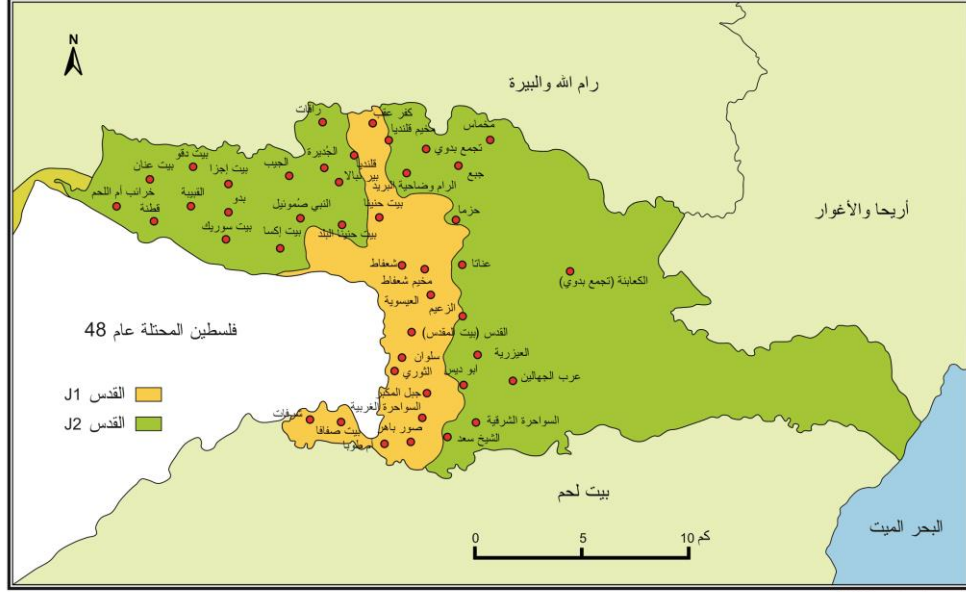 N
رام الله والبيرة
رافات
كفر عقب
مخيم قلنديا
مخماس
تجمع بدوي
قلنديا
الجديرة
بير نبالا
الجيب
جبع
الرام وضاحية البريد
بيت دقو
بيت عنان
بيت إجزا
خرائب أم اللحم
القبيبة
بدو
قطنة
النبي صموئيل
بيت حنينا
بيت حنينا البلد
حزما
بيت سوريك
بيت إكسا
أريحا والأغوار
شعفاط
عناتا
مخيم شعفاط
الكعابنة (تجمع بدوي)
العيسوية
الزعيم
فلسطين المحتلة عام 48
القدس (بيت المقدس)
العيزرية
سلوان
الثوري
أبو ديس
عرب الجهالين
القدس J1
جبل المكبر
السواحرة الغربية
القدس J2
شرفات
بيت صفافا
صور باهر
السواحرة الشرقية
أم طوبا
الشيخ سعد
بيت لحم
البحر الميت
0 5 10 كم